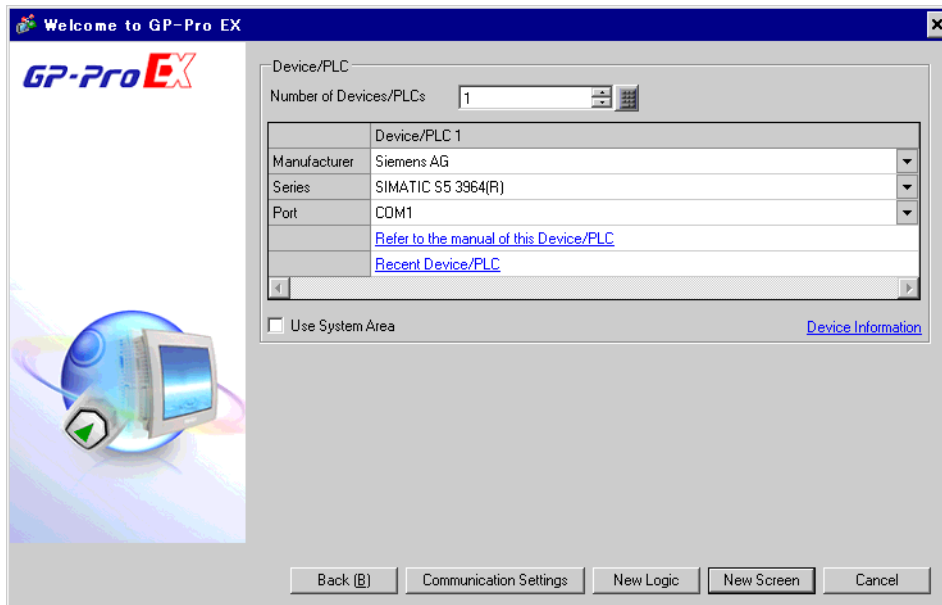 Welcome to GP-Pro EX
GP-Pro EX
Device/PLC
Number of Devices/PLCs 1
Device/PLC 1
Manufacturer Siemens AG
Series SIMATIC S5 3964(R)
Port COM1
Refer to the manual of this Device/PLC
Recent Device/PLC
Use System Area Device Information
Back (B) Communication Settings New Logic New Screen Cancel